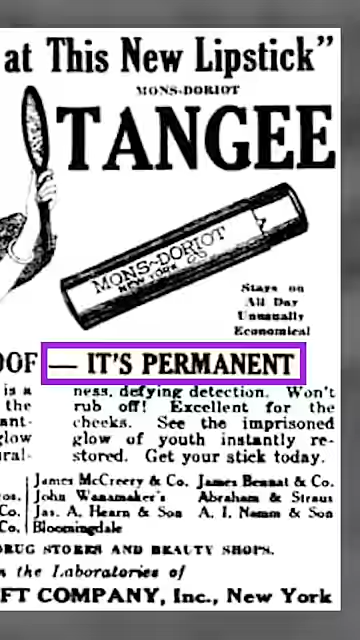 at This New Lipstick”
MONS-DORIOT
TANGEE
MONS-DORIOT
NEW YORK
Stays on
All Day
Unusually
Economical
OOF — IT'S PERMANENT
is a ness, defying detection. Won't
the rub off! Excellent for the
ant- cheeks. See the imprisoned
glow glow of youth instantly re-
ral- stored. Get your stick today.
James McCreery & Co. James Bennat & Co.
os. John Wanamaker's Abraham & Straus
Co. Jas. A. Hearn & Son A. I. Namm & Son
Co. Bloomingdale
DRUG STORES AND BEAUTY SHOPS.
n the Laboratories of
FT COMPANY, Inc., New York